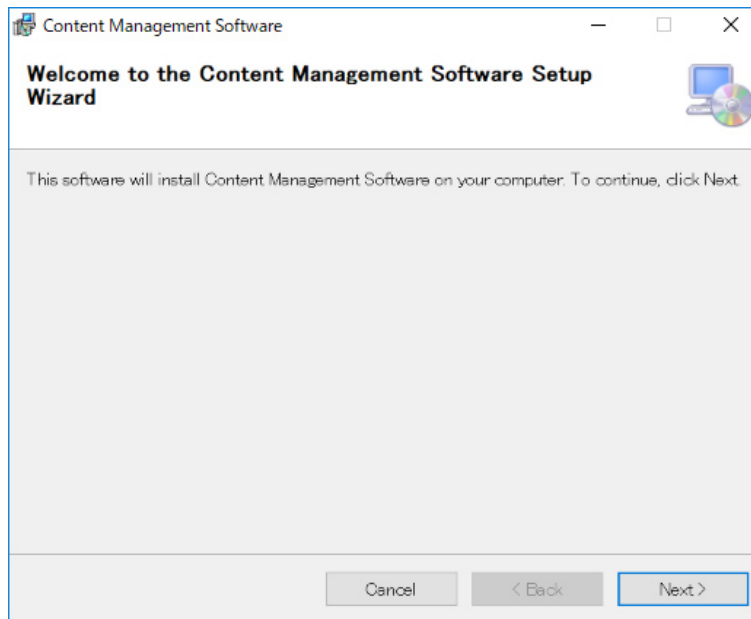 Content Management Software
Welcome to the Content Management Software Setup
Wizard
This software will install Content Management Software on your computer. To continue, click Next.
Cancel
< Back
Next >